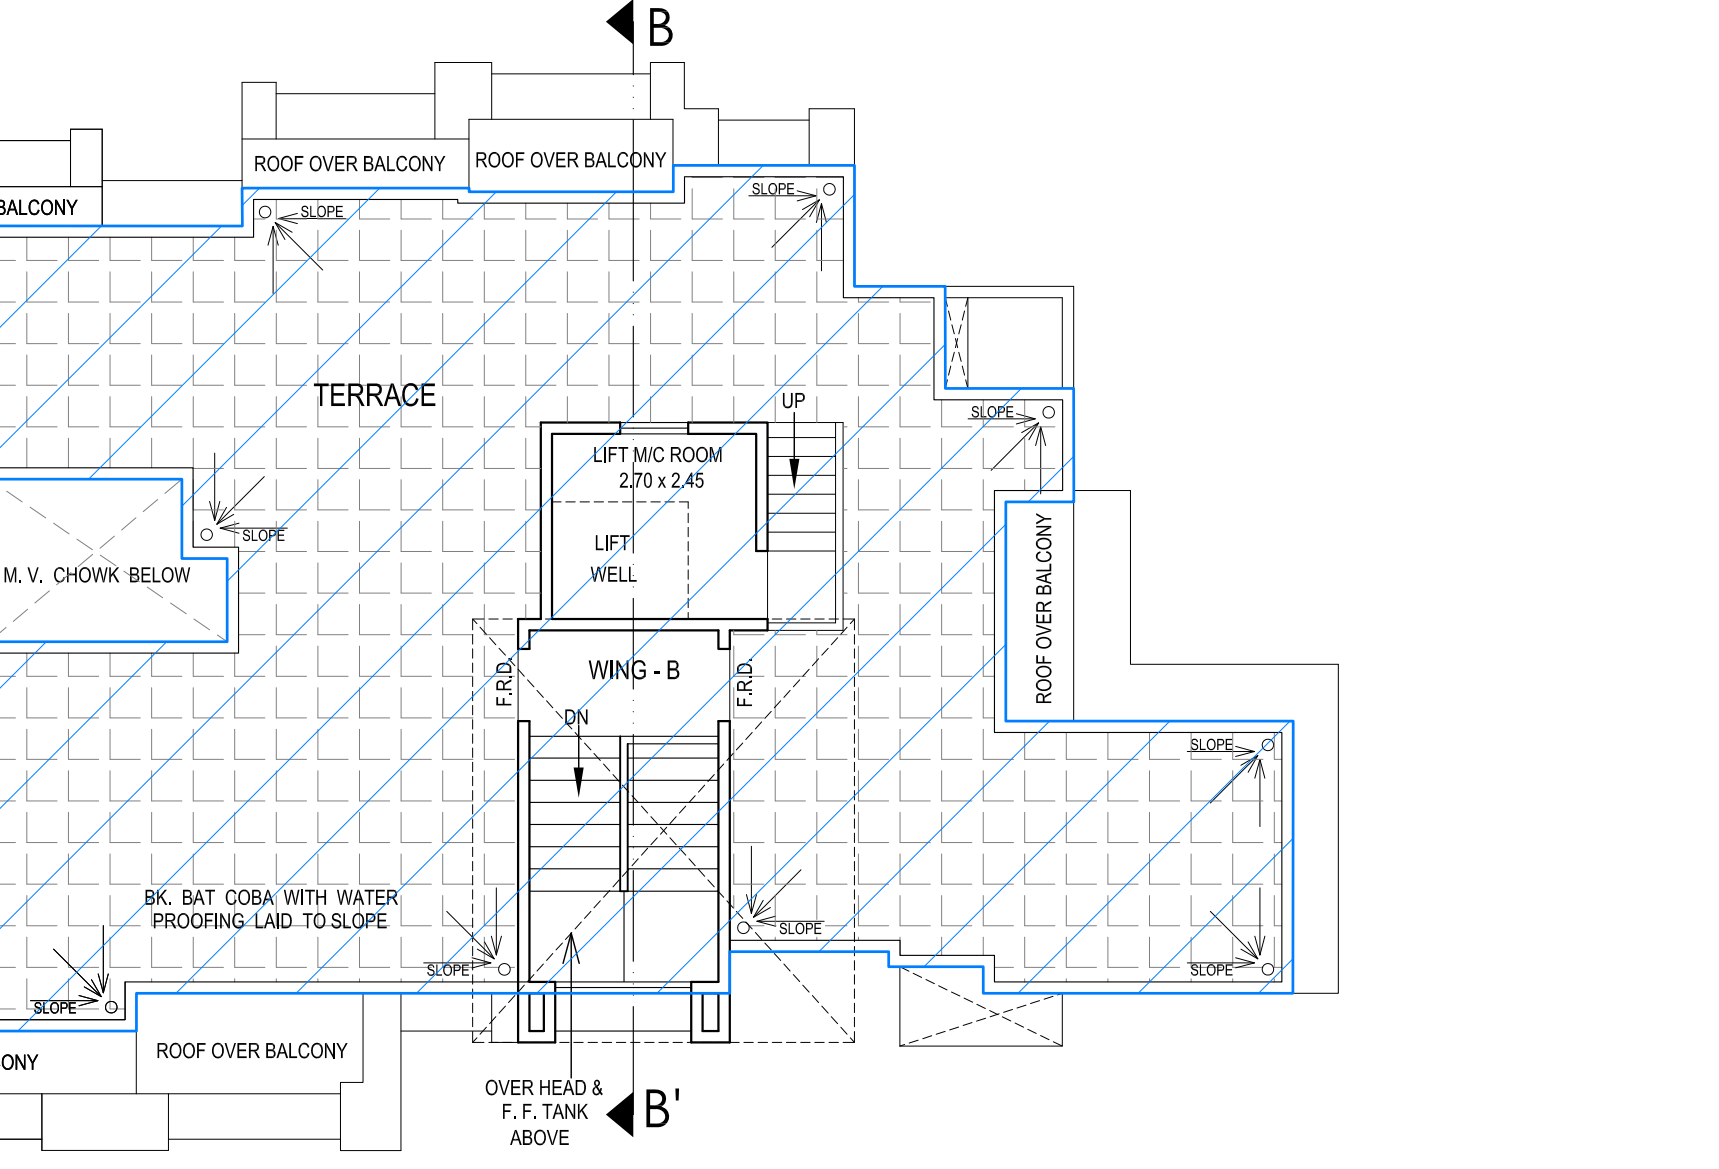 B
ROOF OVER BALCONY
ROOF OVER BALCONY
BALCONY
SLOPE
SLOPE
TERRACE
UP
SLOPE
LIFT M/C ROOM
2.70 x 2.45
SLOPE
LIFT
WELL
ROOF OVER BALCONY
M. V. CHOWK BELOW
F.R.D.
WING - B
F.R.D.
DN
SLOPE
BK. BAT COBA WITH WATER
PROOFING LAID TO SLOPE
SLOPE
SLOPE
SLOPE
SLOPE
ROOF OVER BALCONY
ONY
OVER HEAD &
F. F. TANK
ABOVE
B'